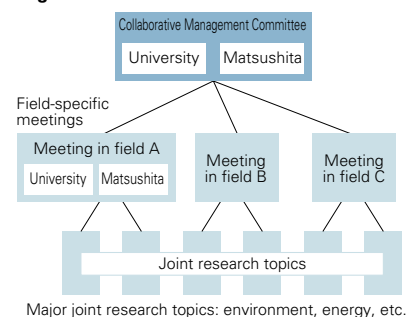 Collaborative Management Committee
University Matsushita
Field-specific
meetings
Meeting in field A
University Matsushita
Meeting
in field B
Meeting
in field C
Joint research topics
Major joint research topics: environment, energy, etc.